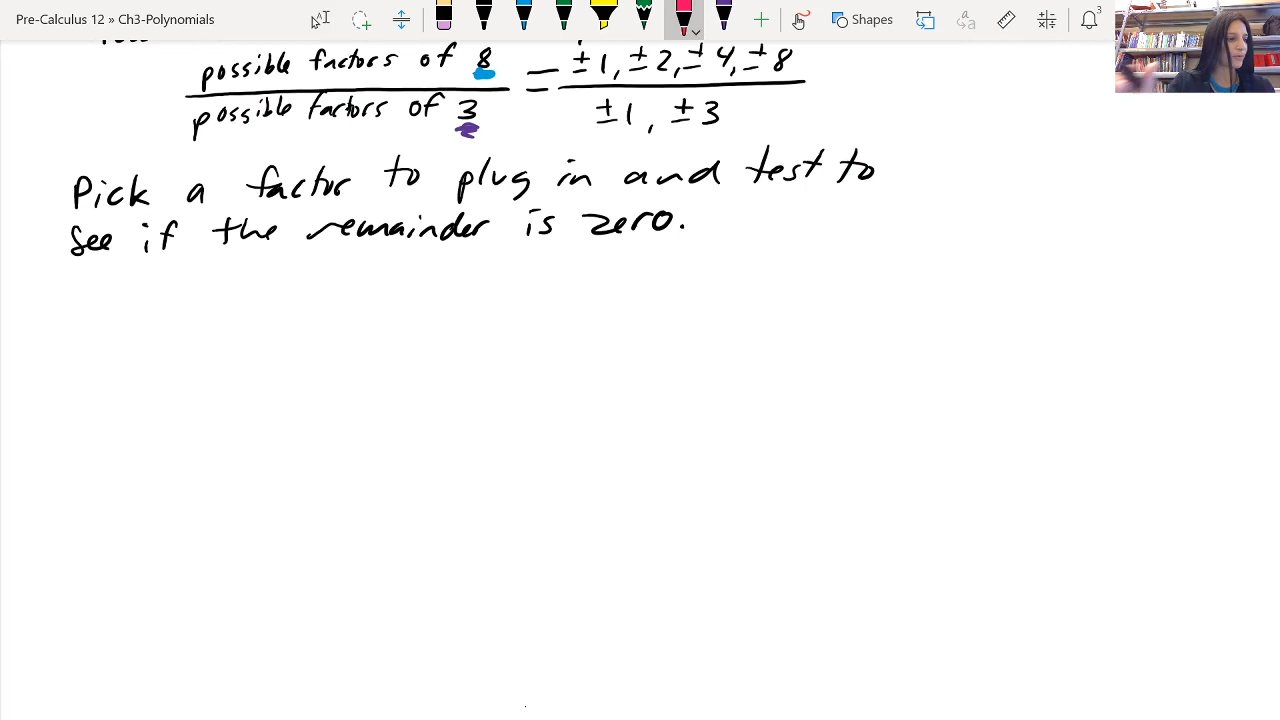 Pre-Calculus 12 » Ch3-Polynomials
Shapes
3
possible factors of 8
possible factors of 3
=
±1, ±2, ±4, ±8
±1, ±3
Pick a factor to plug in and test to
see if the remainder is zero.